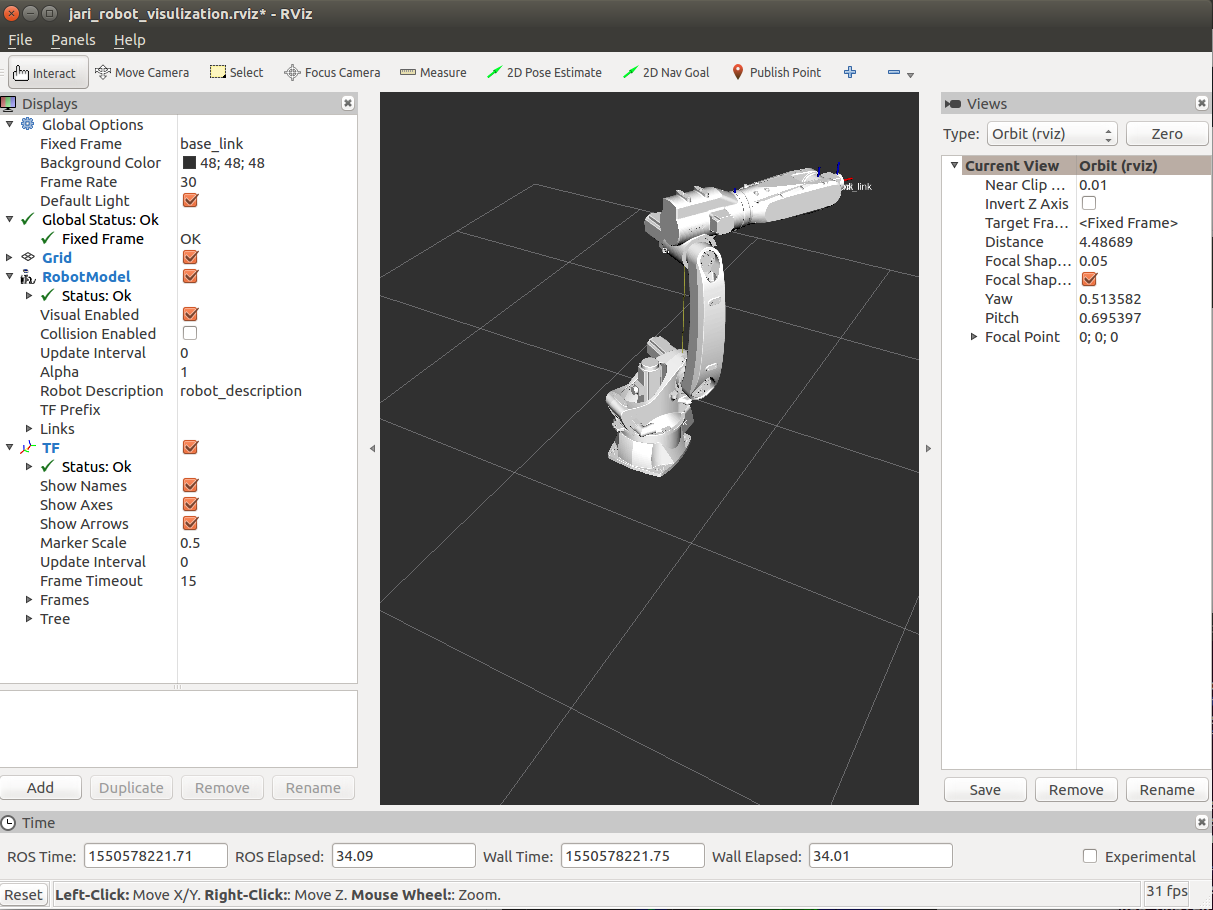 jari_robot_visulization.rviz* - RViz
File Panels Help
Interact Move Camera Select Focus Camera Measure 2D Pose Estimate 2D Nav Goal Publish Point
Displays
Global Options
Fixed Frame base_link
Background Color 48; 48; 48
Frame Rate 30
Default Light
Global Status: Ok
Fixed Frame OK
Grid
RobotModel
Status: Ok
Visual Enabled
Collision Enabled
Update Interval 0
Alpha 1
Robot Description robot_description
TF Prefix
Links
TF
Status: Ok
Show Names
Show Axes
Show Arrows
Marker Scale 0.5
Update Interval 0
Frame Timeout 15
Frames
Tree
Add Duplicate Remove Rename
Views
Type: Orbit (rviz) Zero
Current View Orbit (rviz)
Near Clip ... 0.01
Invert Z Axis
Target Fra... <Fixed Frame>
Distance 4.48689
Focal Shap... 0.05
Focal Shap...
Yaw 0.513582
Pitch 0.695397
Focal Point 0; 0; 0
Save Remove Rename
Time
ROS Time: 1550578221.71 ROS Elapsed: 34.09 Wall Time: 1550578221.75 Wall Elapsed: 34.01 Experimental
Reset Left-Click: Move X/Y. Right-Click:: Move Z. Mouse Wheel:: Zoom. 31 fps